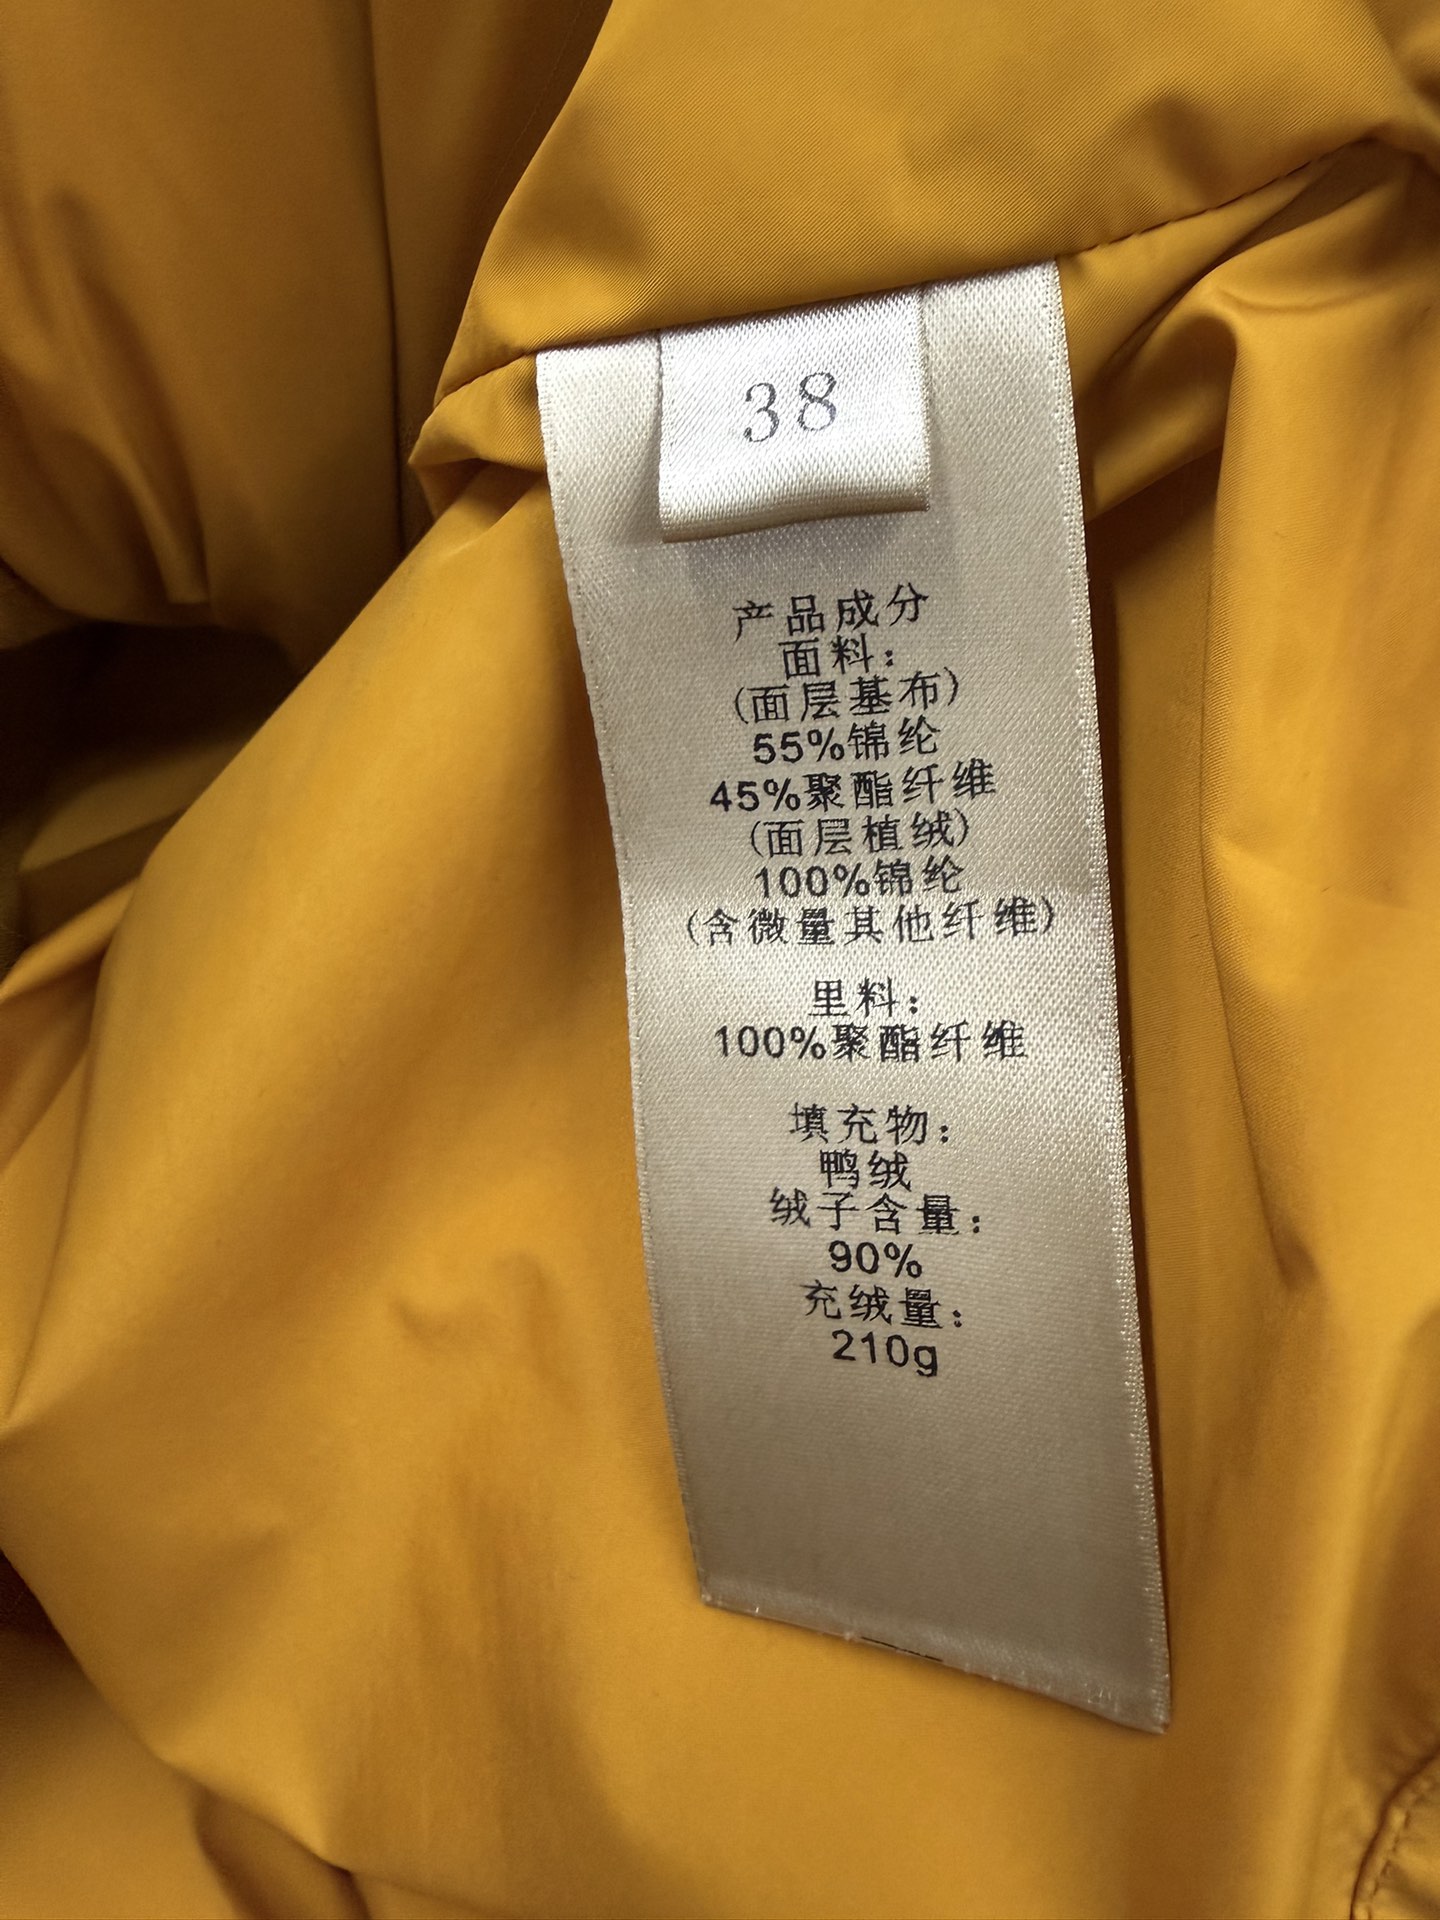 38
产品成分
面料：
(面层基布)
55%锦纶
45%聚酯纤维
(面层植绒)
100%锦纶
(含微量其他纤维)
里料：
100%聚酯纤维
填充物：
鸭绒
绒子含量：
90%
充绒量：
210g